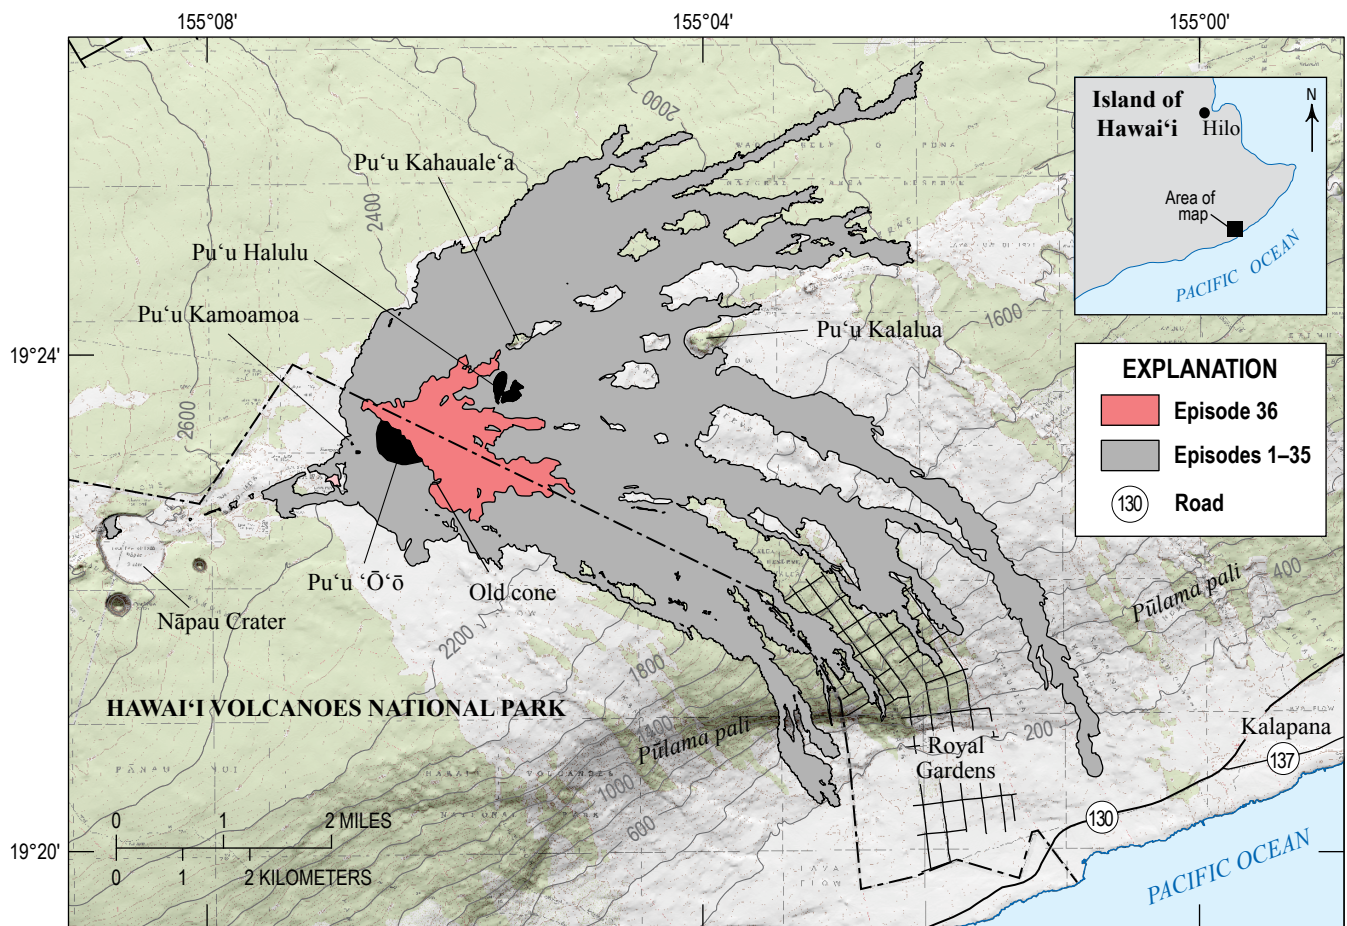 155°08'
155°04'
155°00'
Island of
Hawai‘i
N
Hilo
Area of
map
PACIFIC OCEAN
2000
Pu‘u Kahauale‘a
2400
Pu‘u Halulu
Pu‘u Kamoamoa
Pu‘u Kalalua
1600
19°24'
EXPLANATION
Episode 36
Episodes 1–35
130 Road
2600
Pu‘u ‘Ō‘ō
Old cone
Nāpau Crater
2200
Pūlama pali
400
1800
HAWAI‘I VOLCANOES NATIONAL PARK
1400
Pūlama pali
200
Royal
Gardens
Kalapana
137
1000
600
130
0 1 2 MILES
0 1 2 KILOMETERS
19°20'
PACIFIC OCEAN